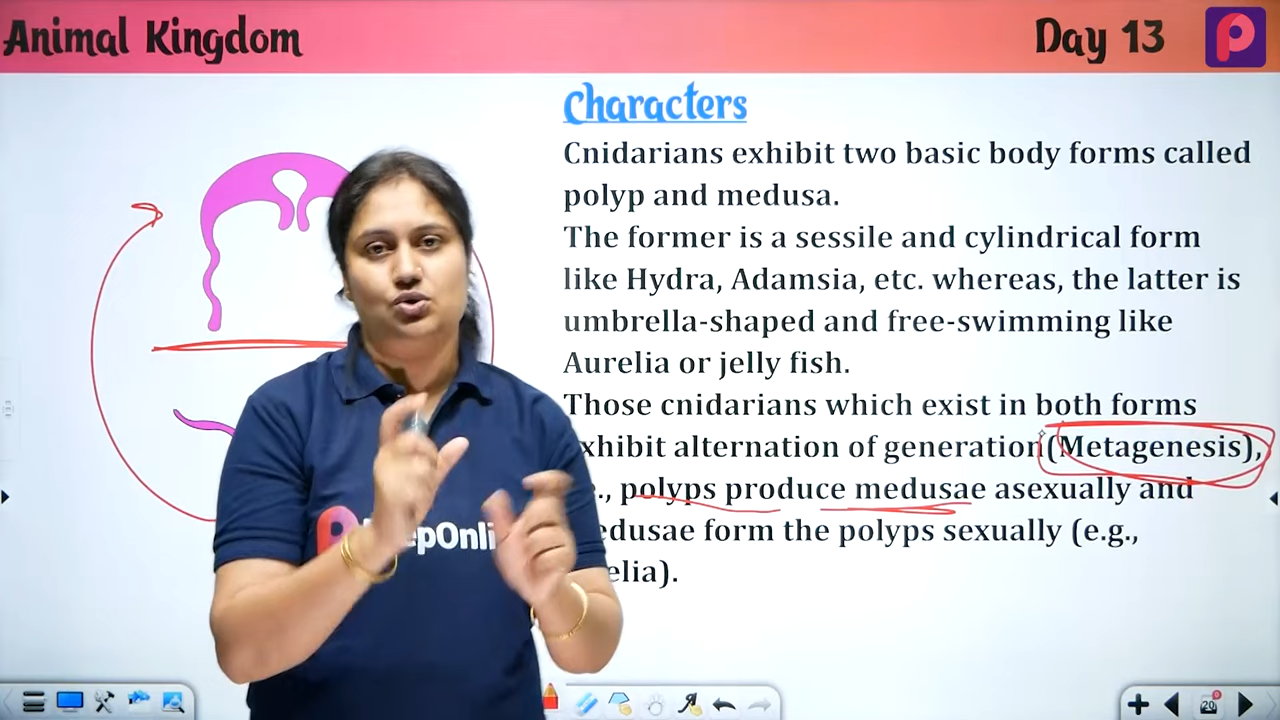 Animal Kingdom
Day 13
Characters
Cnidarians exhibit two basic body forms called
polyp and medusa.
The former is a sessile and cylindrical form
like Hydra, Adamsia, etc. whereas, the latter is
umbrella-shaped and free-swimming like
Aurelia or jelly fish.
Those cnidarians which exist in both forms
xhibit alternation of generation(Metagenesis),
., polyps produce medusae asexually and
edusae form the polyps sexually (e.g.,
elia).
epOnli
20